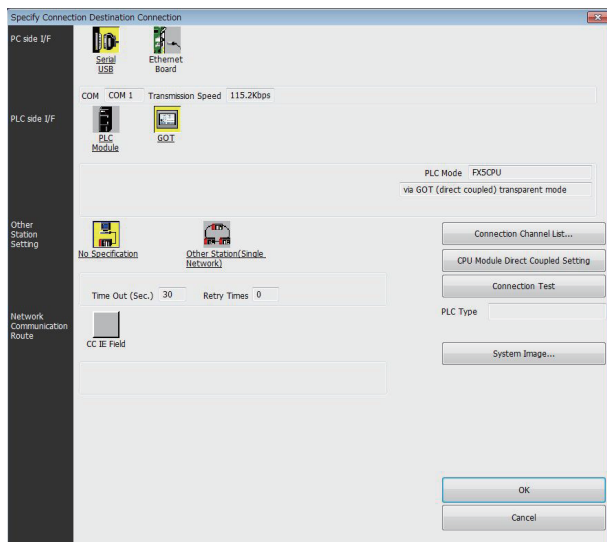 Specify Connection Destination Connection
PC side I/F
Serial
USB
Ethernet
Board
COM COM 1 Transmission Speed 115.2Kbps
PLC side I/F
PLC
Module
GOT
PLC Mode FX5CPU
via GOT (direct coupled) transparent mode
Other
Station
Setting
No Specification
Other Station(Single
Network)
Connection Channel List...
CPU Module Direct Coupled Setting
Time Out (Sec.) 30 Retry Times 0
Connection Test
Network
Communication
Route
CC IE Field
PLC Type
System Image...
OK
Cancel